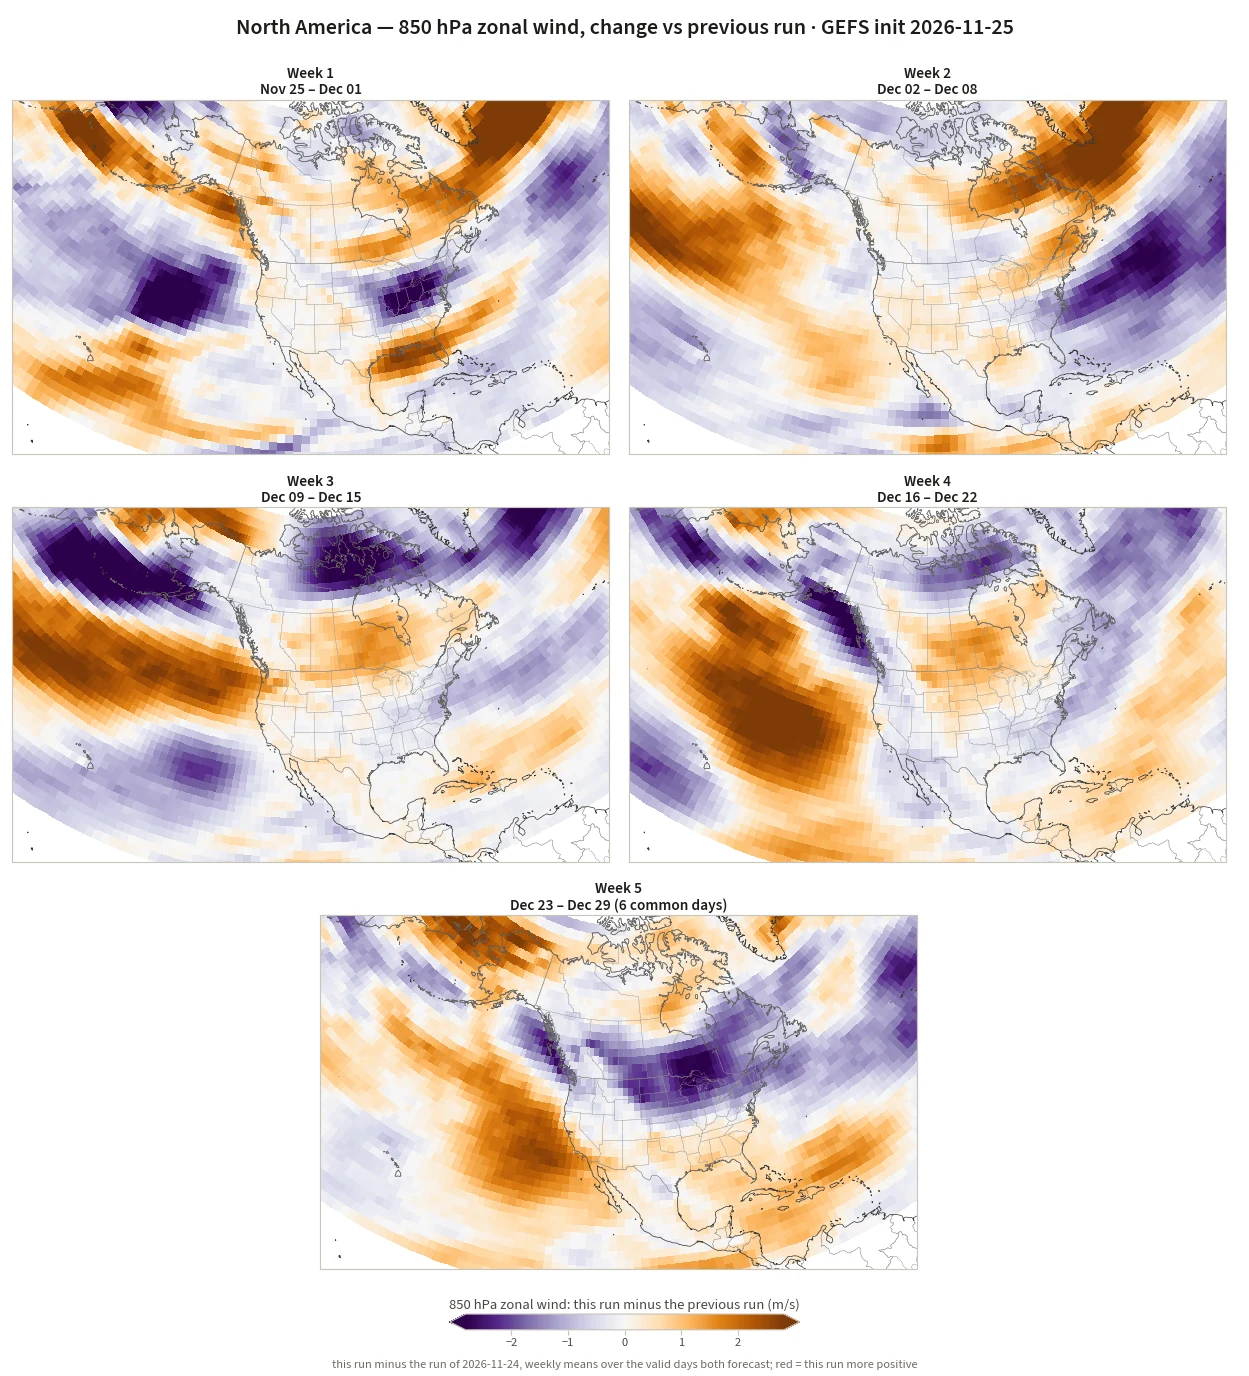 North America — 850 hPa zonal wind, change vs previous run · GEFS init 2026-11-25
Week 1
Nov 25 – Dec 01
Week 2
Dec 02 – Dec 08
Week 3
Dec 09 – Dec 15
Week 4
Dec 16 – Dec 22
Week 5
Dec 23 – Dec 29 (6 common days)
850 hPa zonal wind: this run minus the previous run (m/s)
−2 −1 0 1 2
this run minus the run of 2026-11-24, weekly means over the valid days both forecast; red = this run more positive